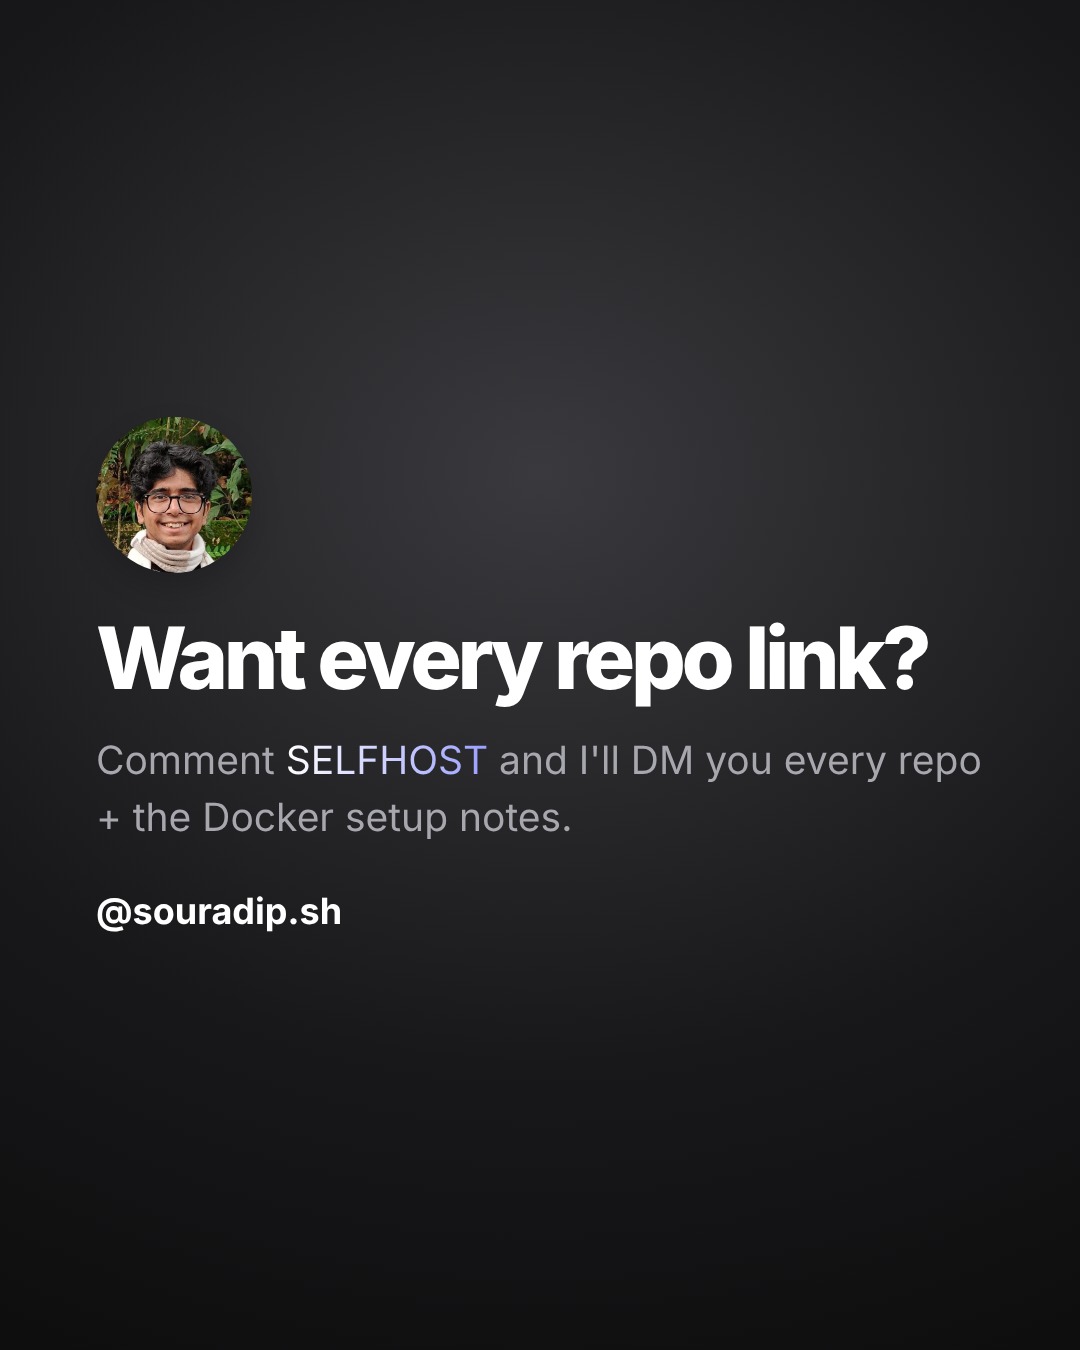 Want every repo link?
Comment SELFHOST and I'll DM you every repo
+ the Docker setup notes.
@souradip.sh